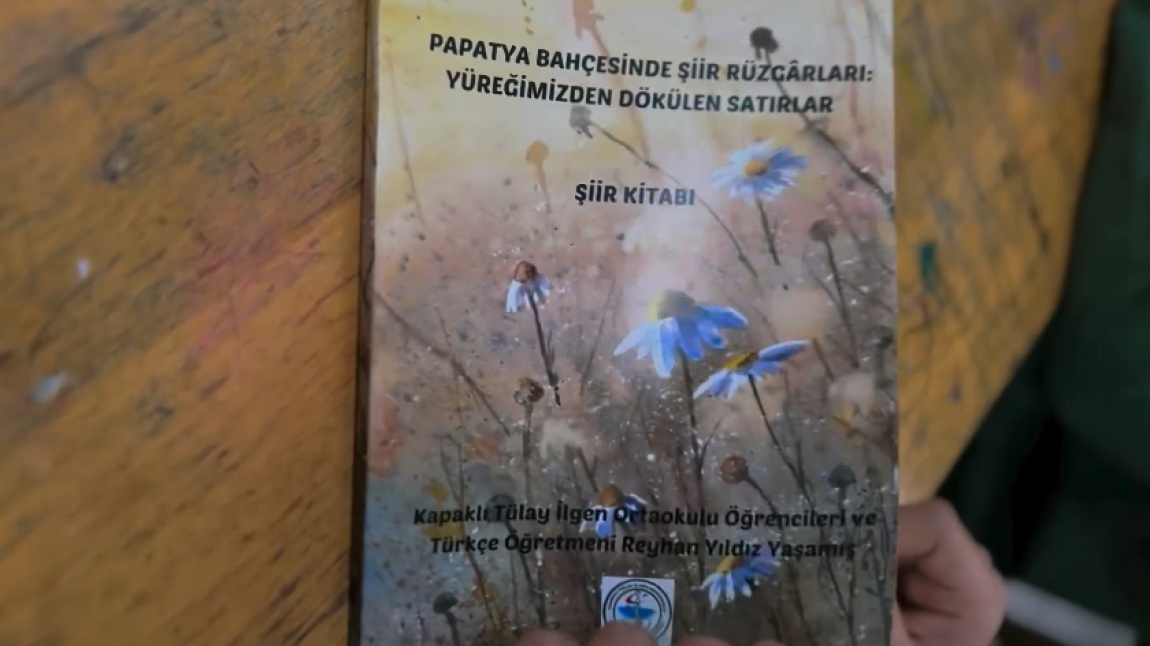 PAPATYA BAHÇESİNDE ŞİİR RÜZGÂRLARI:
YÜREĞİMİZDEN DÖKÜLEN SATIRLAR
ŞİİR KİTABI
Kapaklı Tülay İlgen Ortaokulu Öğrencileri ve
Türkçe Öğretmeni Reyhan Yıldız Yaşamış